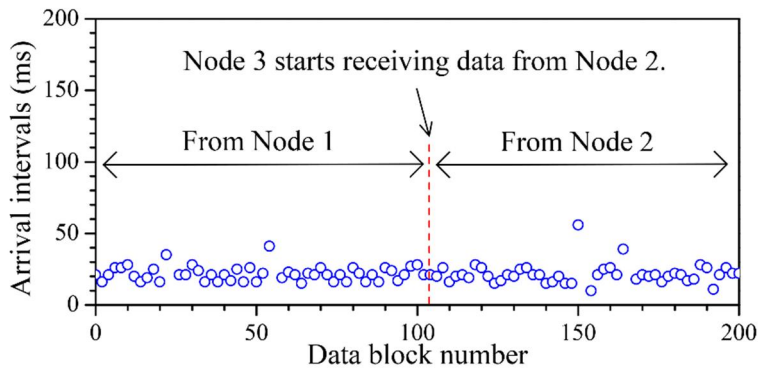 200
Node 3 starts receiving data from Node 2.
150
From Node 1
From Node 2
100
50
0
0
50
100
150
200
Arrival intervals (ms)
Data block number